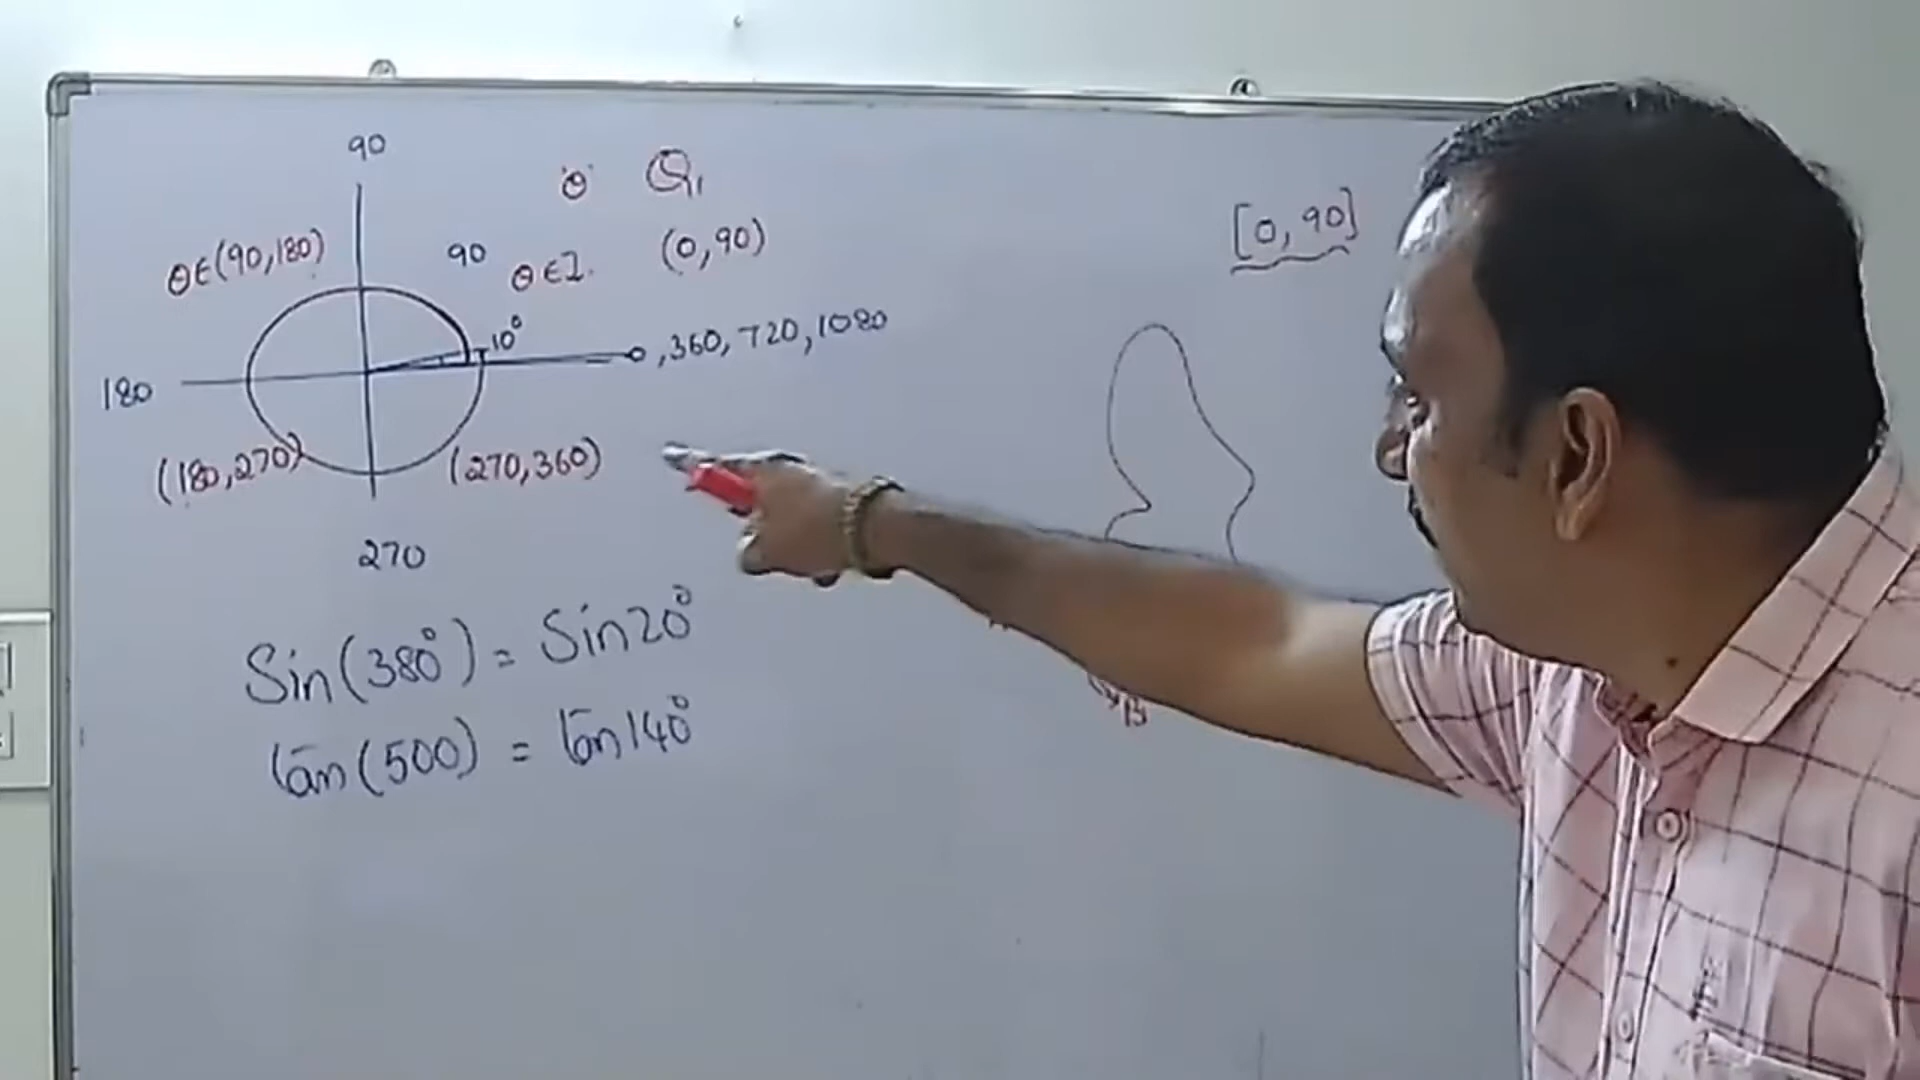 90
θ Q₁
θ∈(90,180)
90 θ∈I. (0,90)
[0, 90]
10°
0, 360, 720, 1080
180
(180,270)
(270,360)
270
Sin(380°) = Sin20°
tan(500) = tan140°